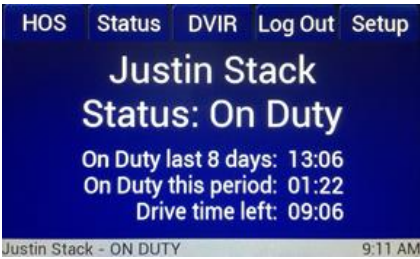 HOS Status DVIR Log Out Setup
Justin Stack
Status: On Duty
On Duty last 8 days: 13:06
On Duty this period: 01:22
Drive time left: 09:06
Justin Stack - ON DUTY 9:11 AM